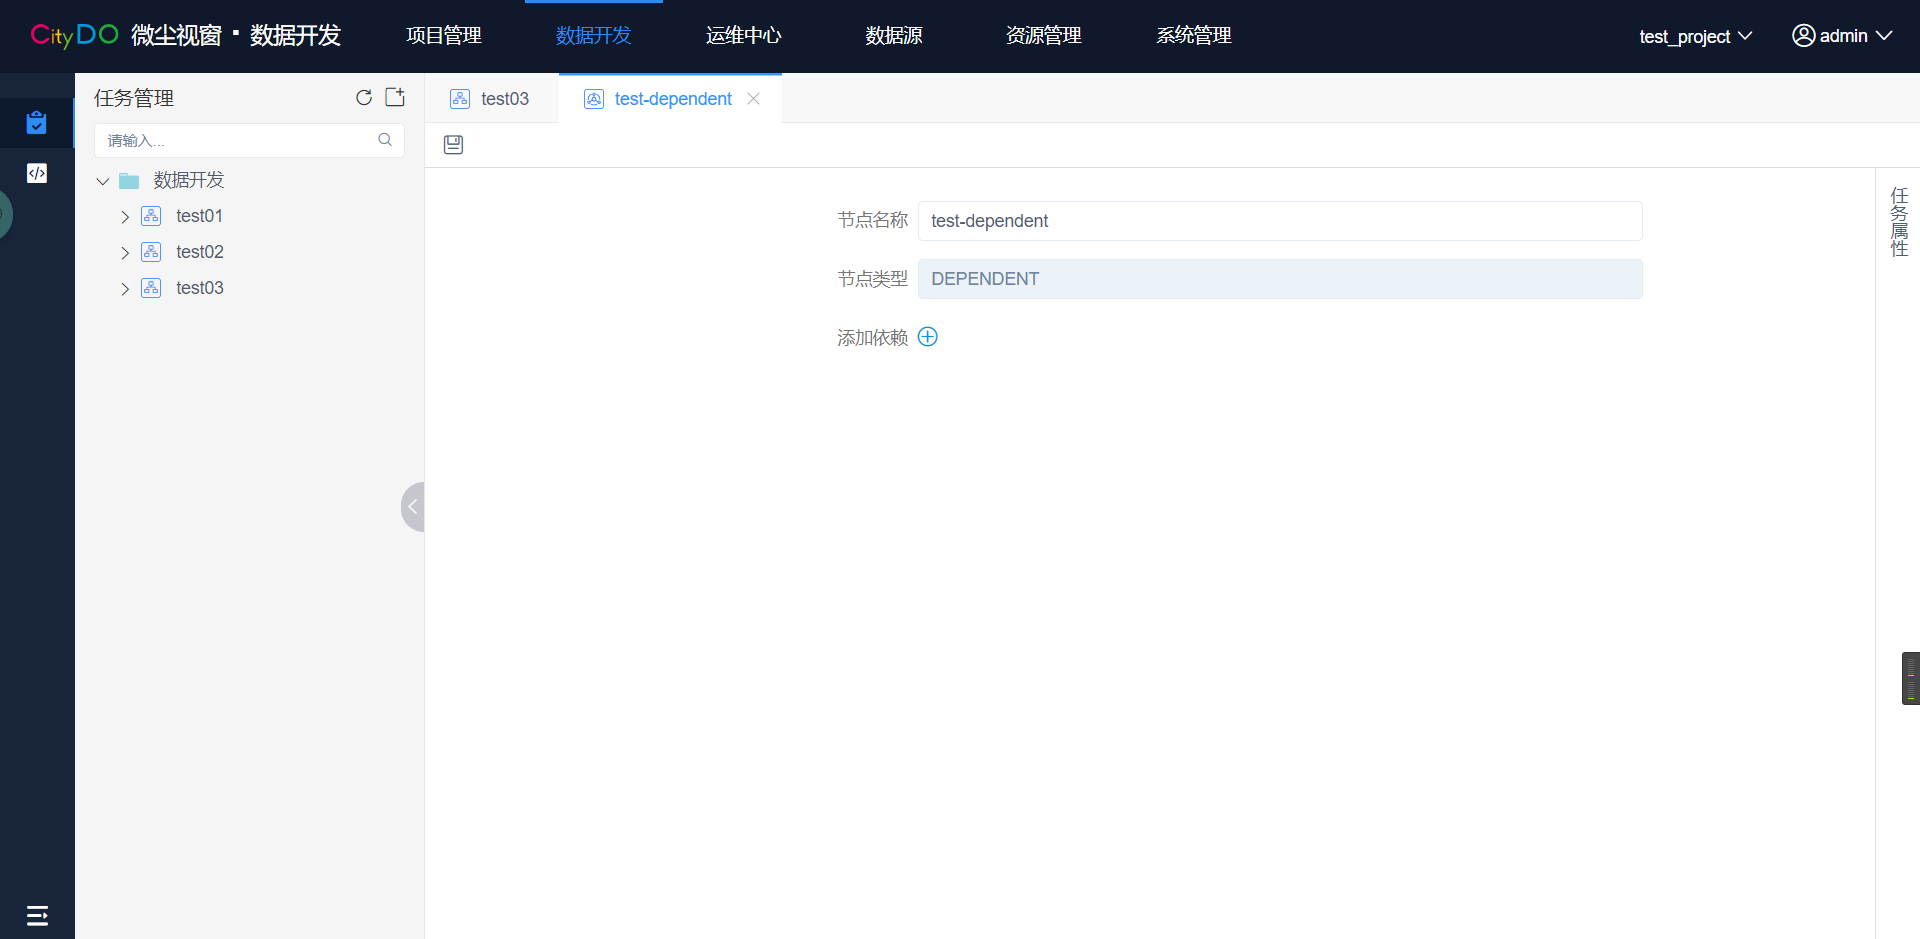 CityDO 微尘视窗 · 数据开发 项目管理 数据开发 运维中心 数据源 资源管理 系统管理 test_project admin
任务管理
请输入...
数据开发
test01
test02
test03
test03 test-dependent
节点名称 test-dependent
节点类型 DEPENDENT
添加依赖
任务属性